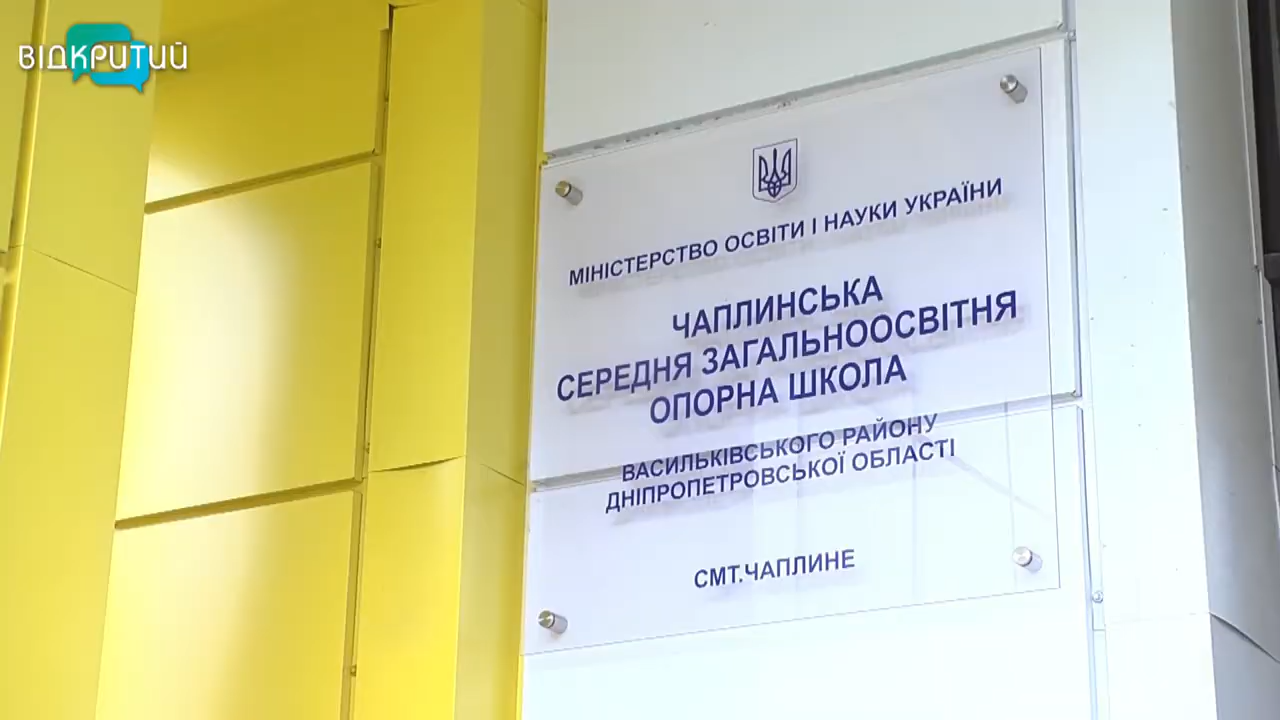 ВІДКРИТИЙ
МІНІСТЕРСТВО ОСВІТИ І НАУКИ УКРАЇНИ
ЧАПЛИНСЬКА
СЕРЕДНЯ ЗАГАЛЬНООСВІТНЯ
ОПОРНА ШКОЛА
ВАСИЛЬКІВСЬКОГО РАЙОНУ
ДНІПРОПЕТРОВСЬКОЇ ОБЛАСТІ
СМТ.ЧАПЛИНЕ